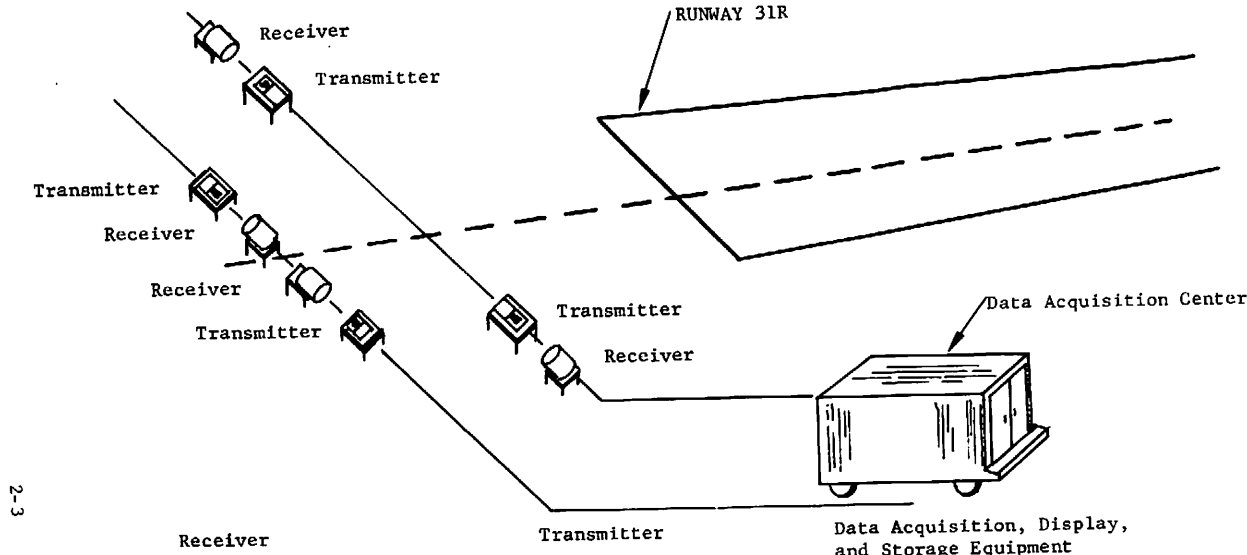 RUNWAY 31R
Receiver
Transmitter
Transmitter
Receiver
Receiver
Transmitter
Transmitter
Receiver
Data Acquisition Center
2-3
Receiver
Transmitter
Data Acquisition, Display,
and Storage Equipment